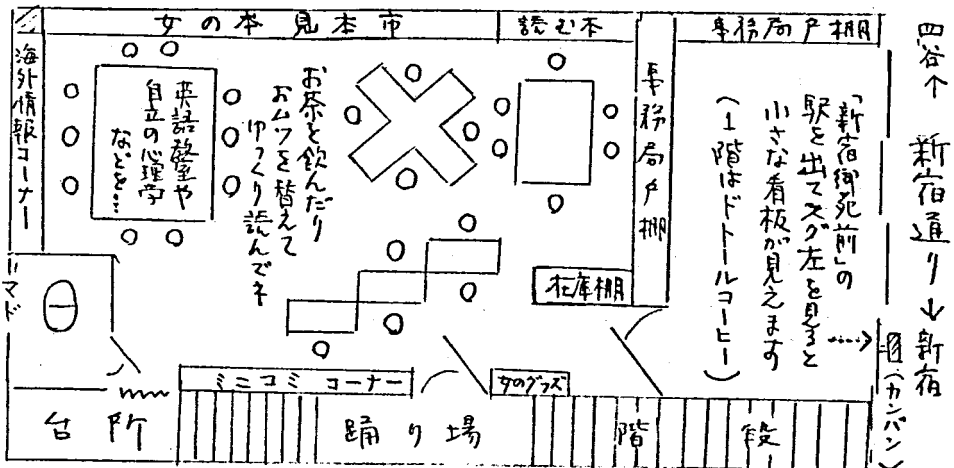 女の本見本市
読む本
事務局戸棚
四谷↑ 新宿通り ↓新宿
海外情報コーナー
英語教室や
自立の心理学
などを…
お茶を飲んだり
おムツを替えて
ゆっくり読んでネ
事務局戸棚
「新宿御苑前」の
駅を出てスグ左を見ると
小さな看板が見えます
(1階はドトールコーヒー)
在庫棚
マド
ミニコミコーナー
女のグッズ
(カンバン)
台所
踊り場
階段